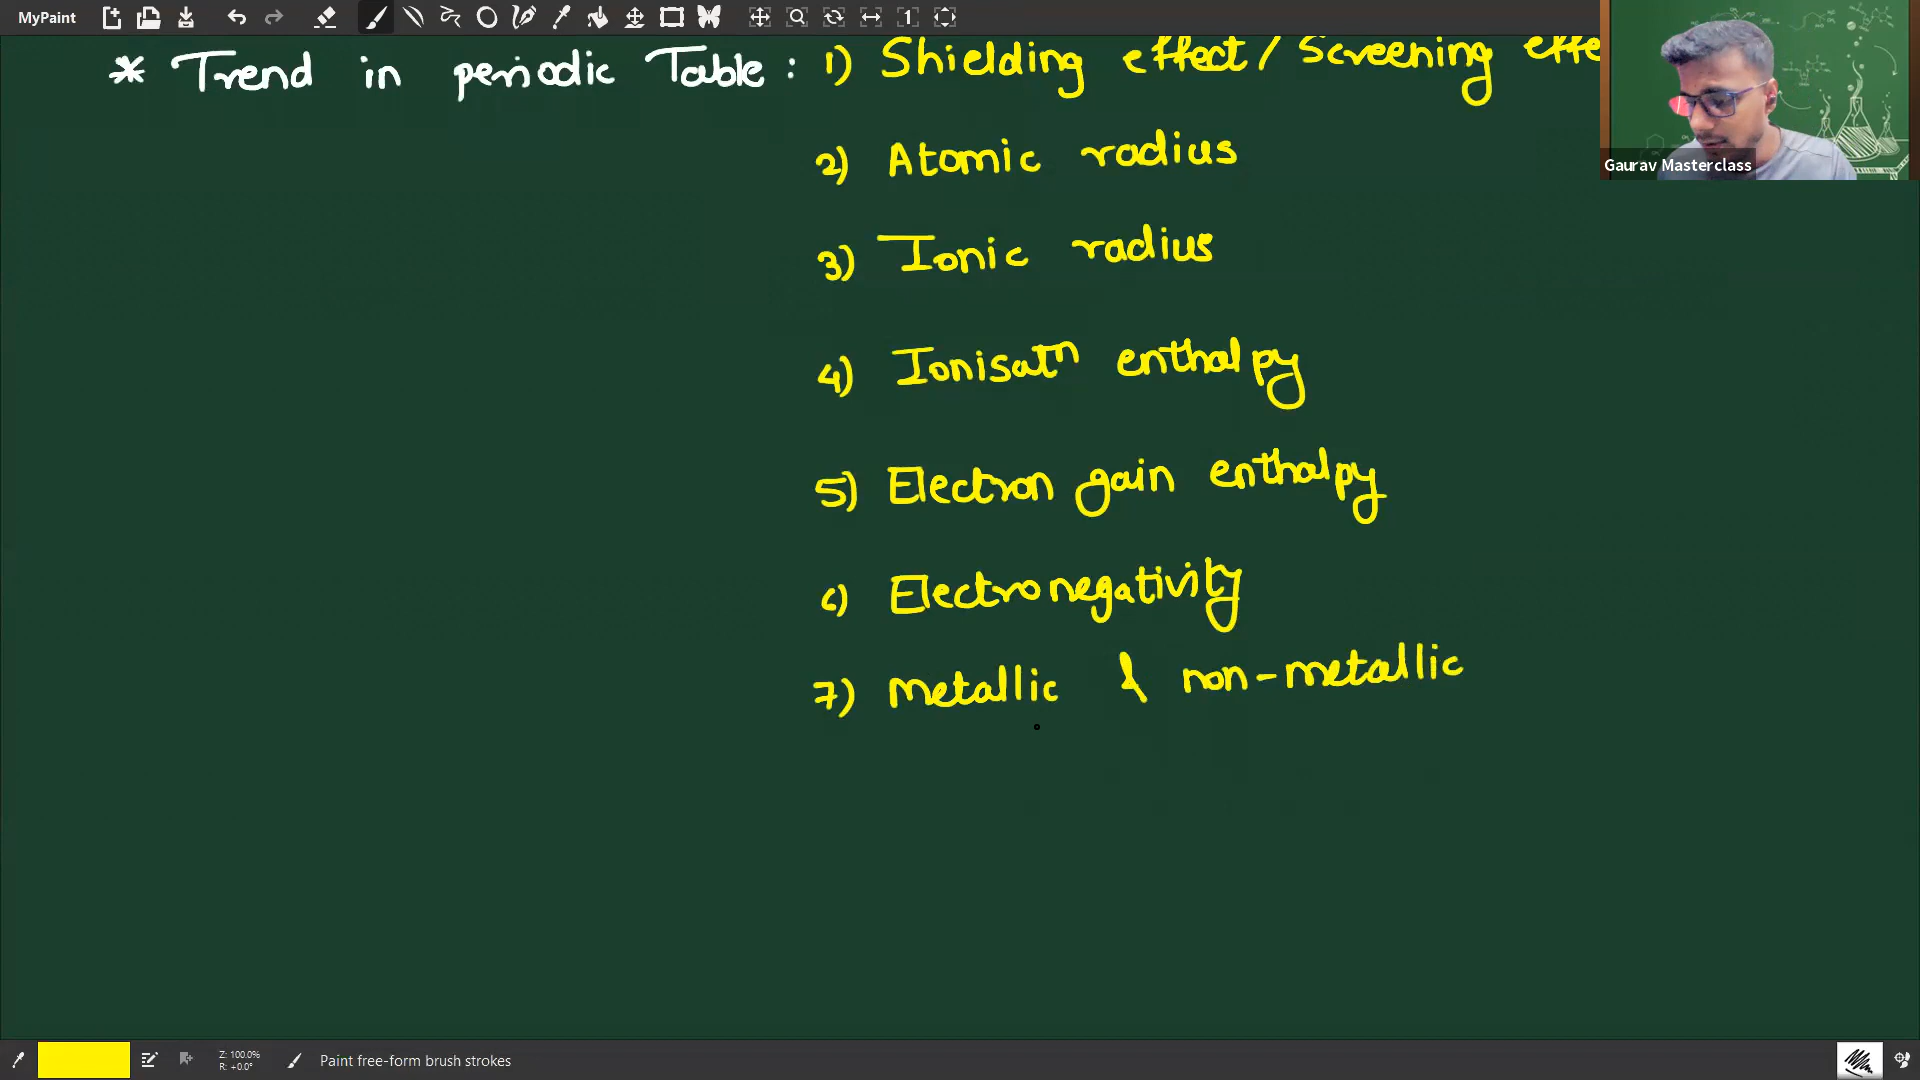 MyPaint
* Trend in periodic Table : 1) Shielding effect / Screening effe
2) Atomic radius
3) Ionic radius
Gaurav Masterclass
4) Ionisatⁿ enthalpy
5) Electron gain enthalpy
6) Electronegativity
7) Metallic & non-metallic
Z: 100.0%
R: +0.0°
Paint free-form brush strokes